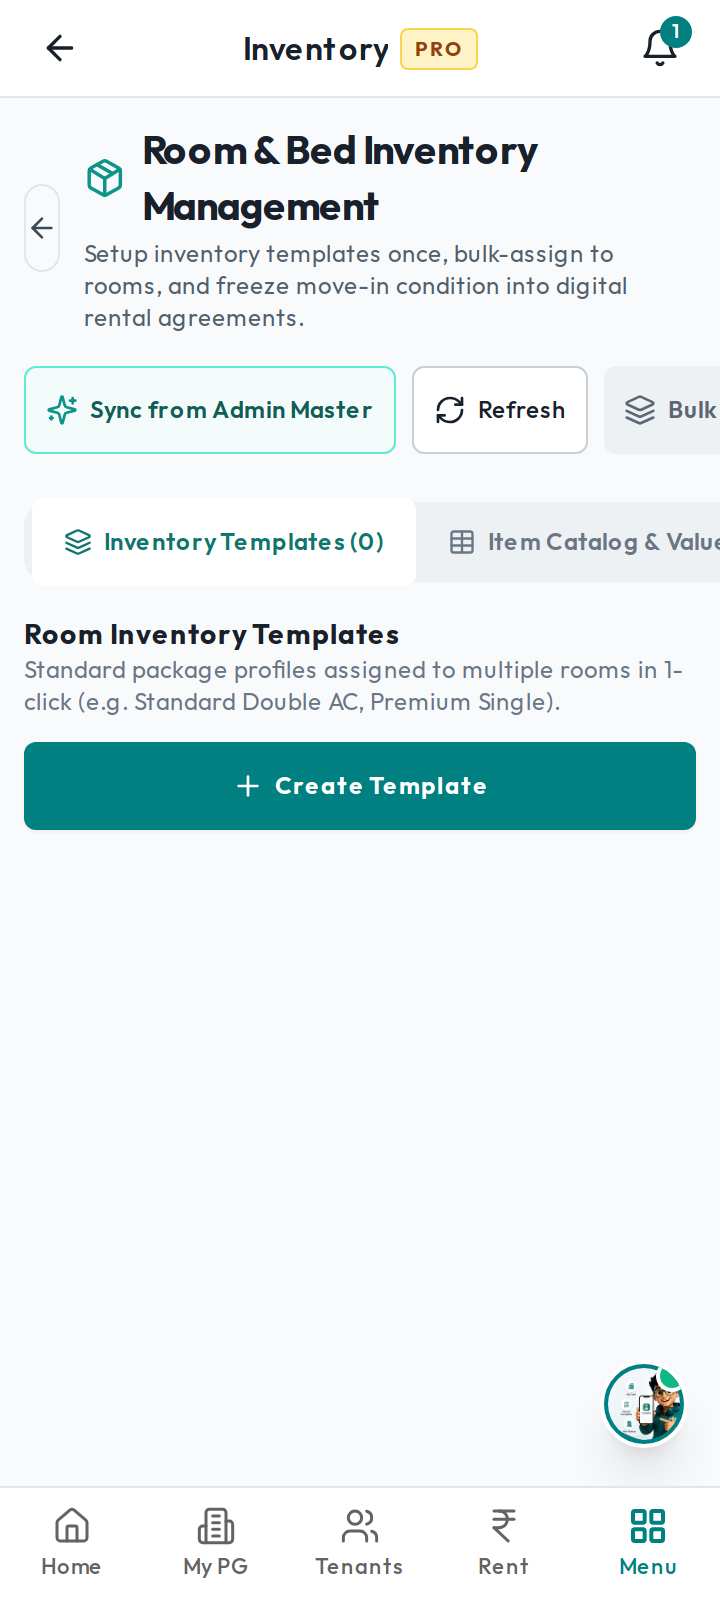 Inventory PRO
1
Room & Bed Inventory
Management
Setup inventory templates once, bulk-assign to
rooms, and freeze move-in condition into digital
rental agreements.
Sync from Admin Master
Refresh
Bulk
Inventory Templates (0)
Item Catalog & Value
Room Inventory Templates
Standard package profiles assigned to multiple rooms in 1-
click (e.g. Standard Double AC, Premium Single).
Create Template
Home
My PG
Tenants
Rent
Menu